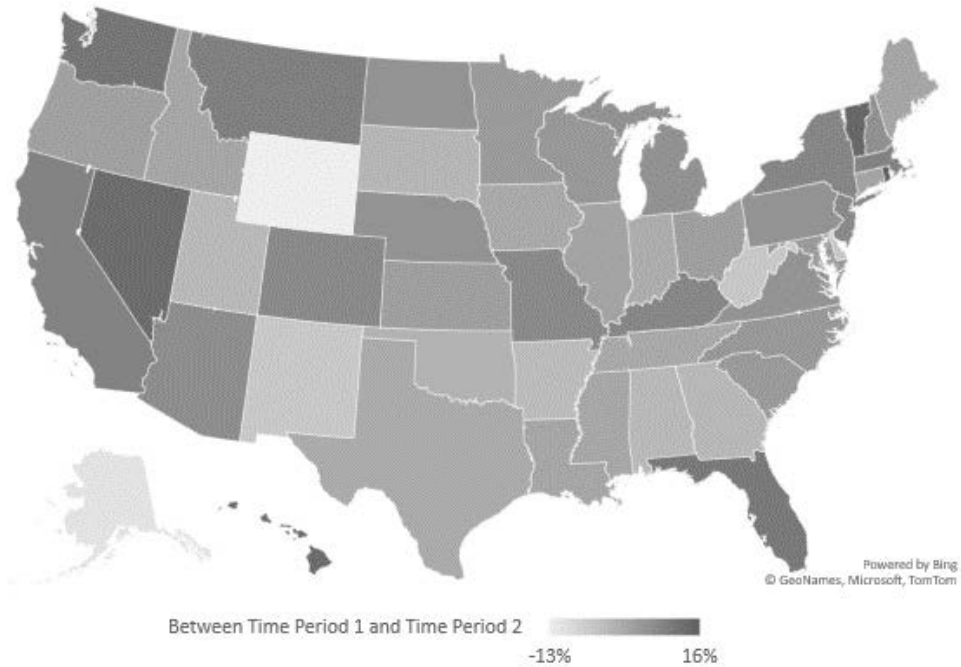 Powered by Bing
© GeoNames, Microsoft, TomTom
Between Time Period 1 and Time Period 2
-13% 16%